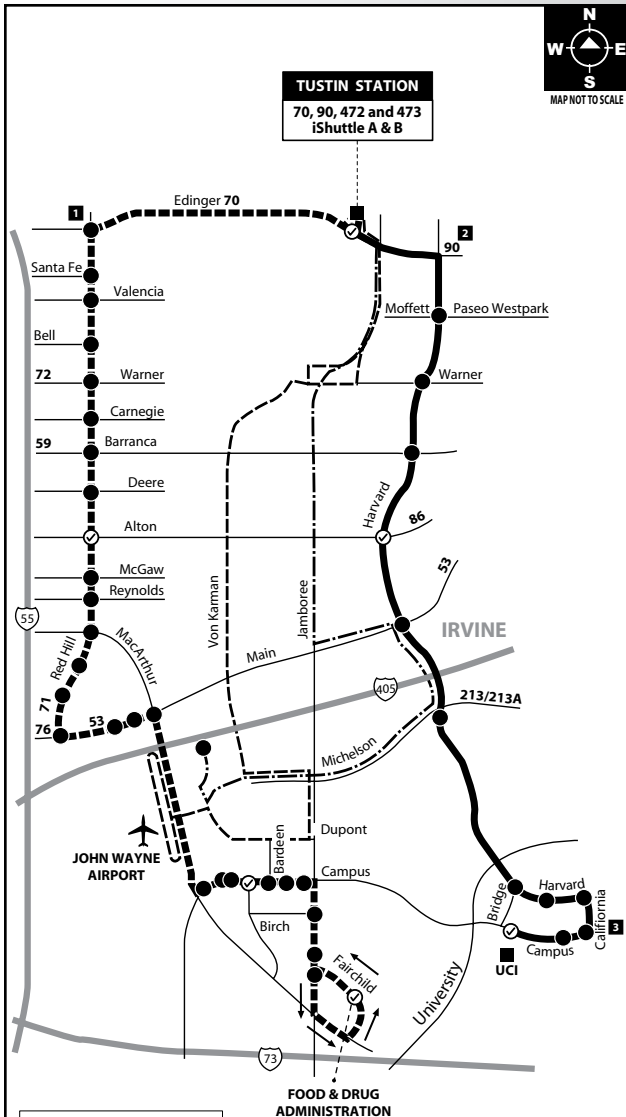 N
W E
S
MAP NOT TO SCALE
TUSTIN STATION
70, 90, 472 and 473
iShuttle A & B
Edinger 70
1
2
90
Santa Fe
Valencia
Moffett
Paseo Westpark
Bell
72
Warner
Warner
Carnegie
59
Barranca
Deere
Harvard
86
Alton
McGaw
53
Reynolds
55
Von Karman
Jamboree
MacArthur
Red Hill
Main
IRVINE
71
405
213/213A
76
53
Michelson
JOHN WAYNE
AIRPORT
Dupont
Bardeen
Campus
Bridge
Harvard
Califiornia
3
Birch
Campus
UCI
Fairchild
University
73
FOOD & DRUG
ADMINISTRATION